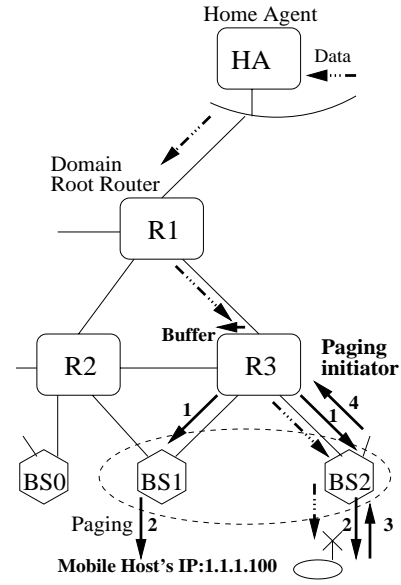 Home Agent
HA
Data
Domain
Root Router
R1
Buffer
Paging
initiator
R2
R3
1
1
4
BS0
BS1
BS2
Paging
2
2
3
Mobile Host's IP:1.1.1.100